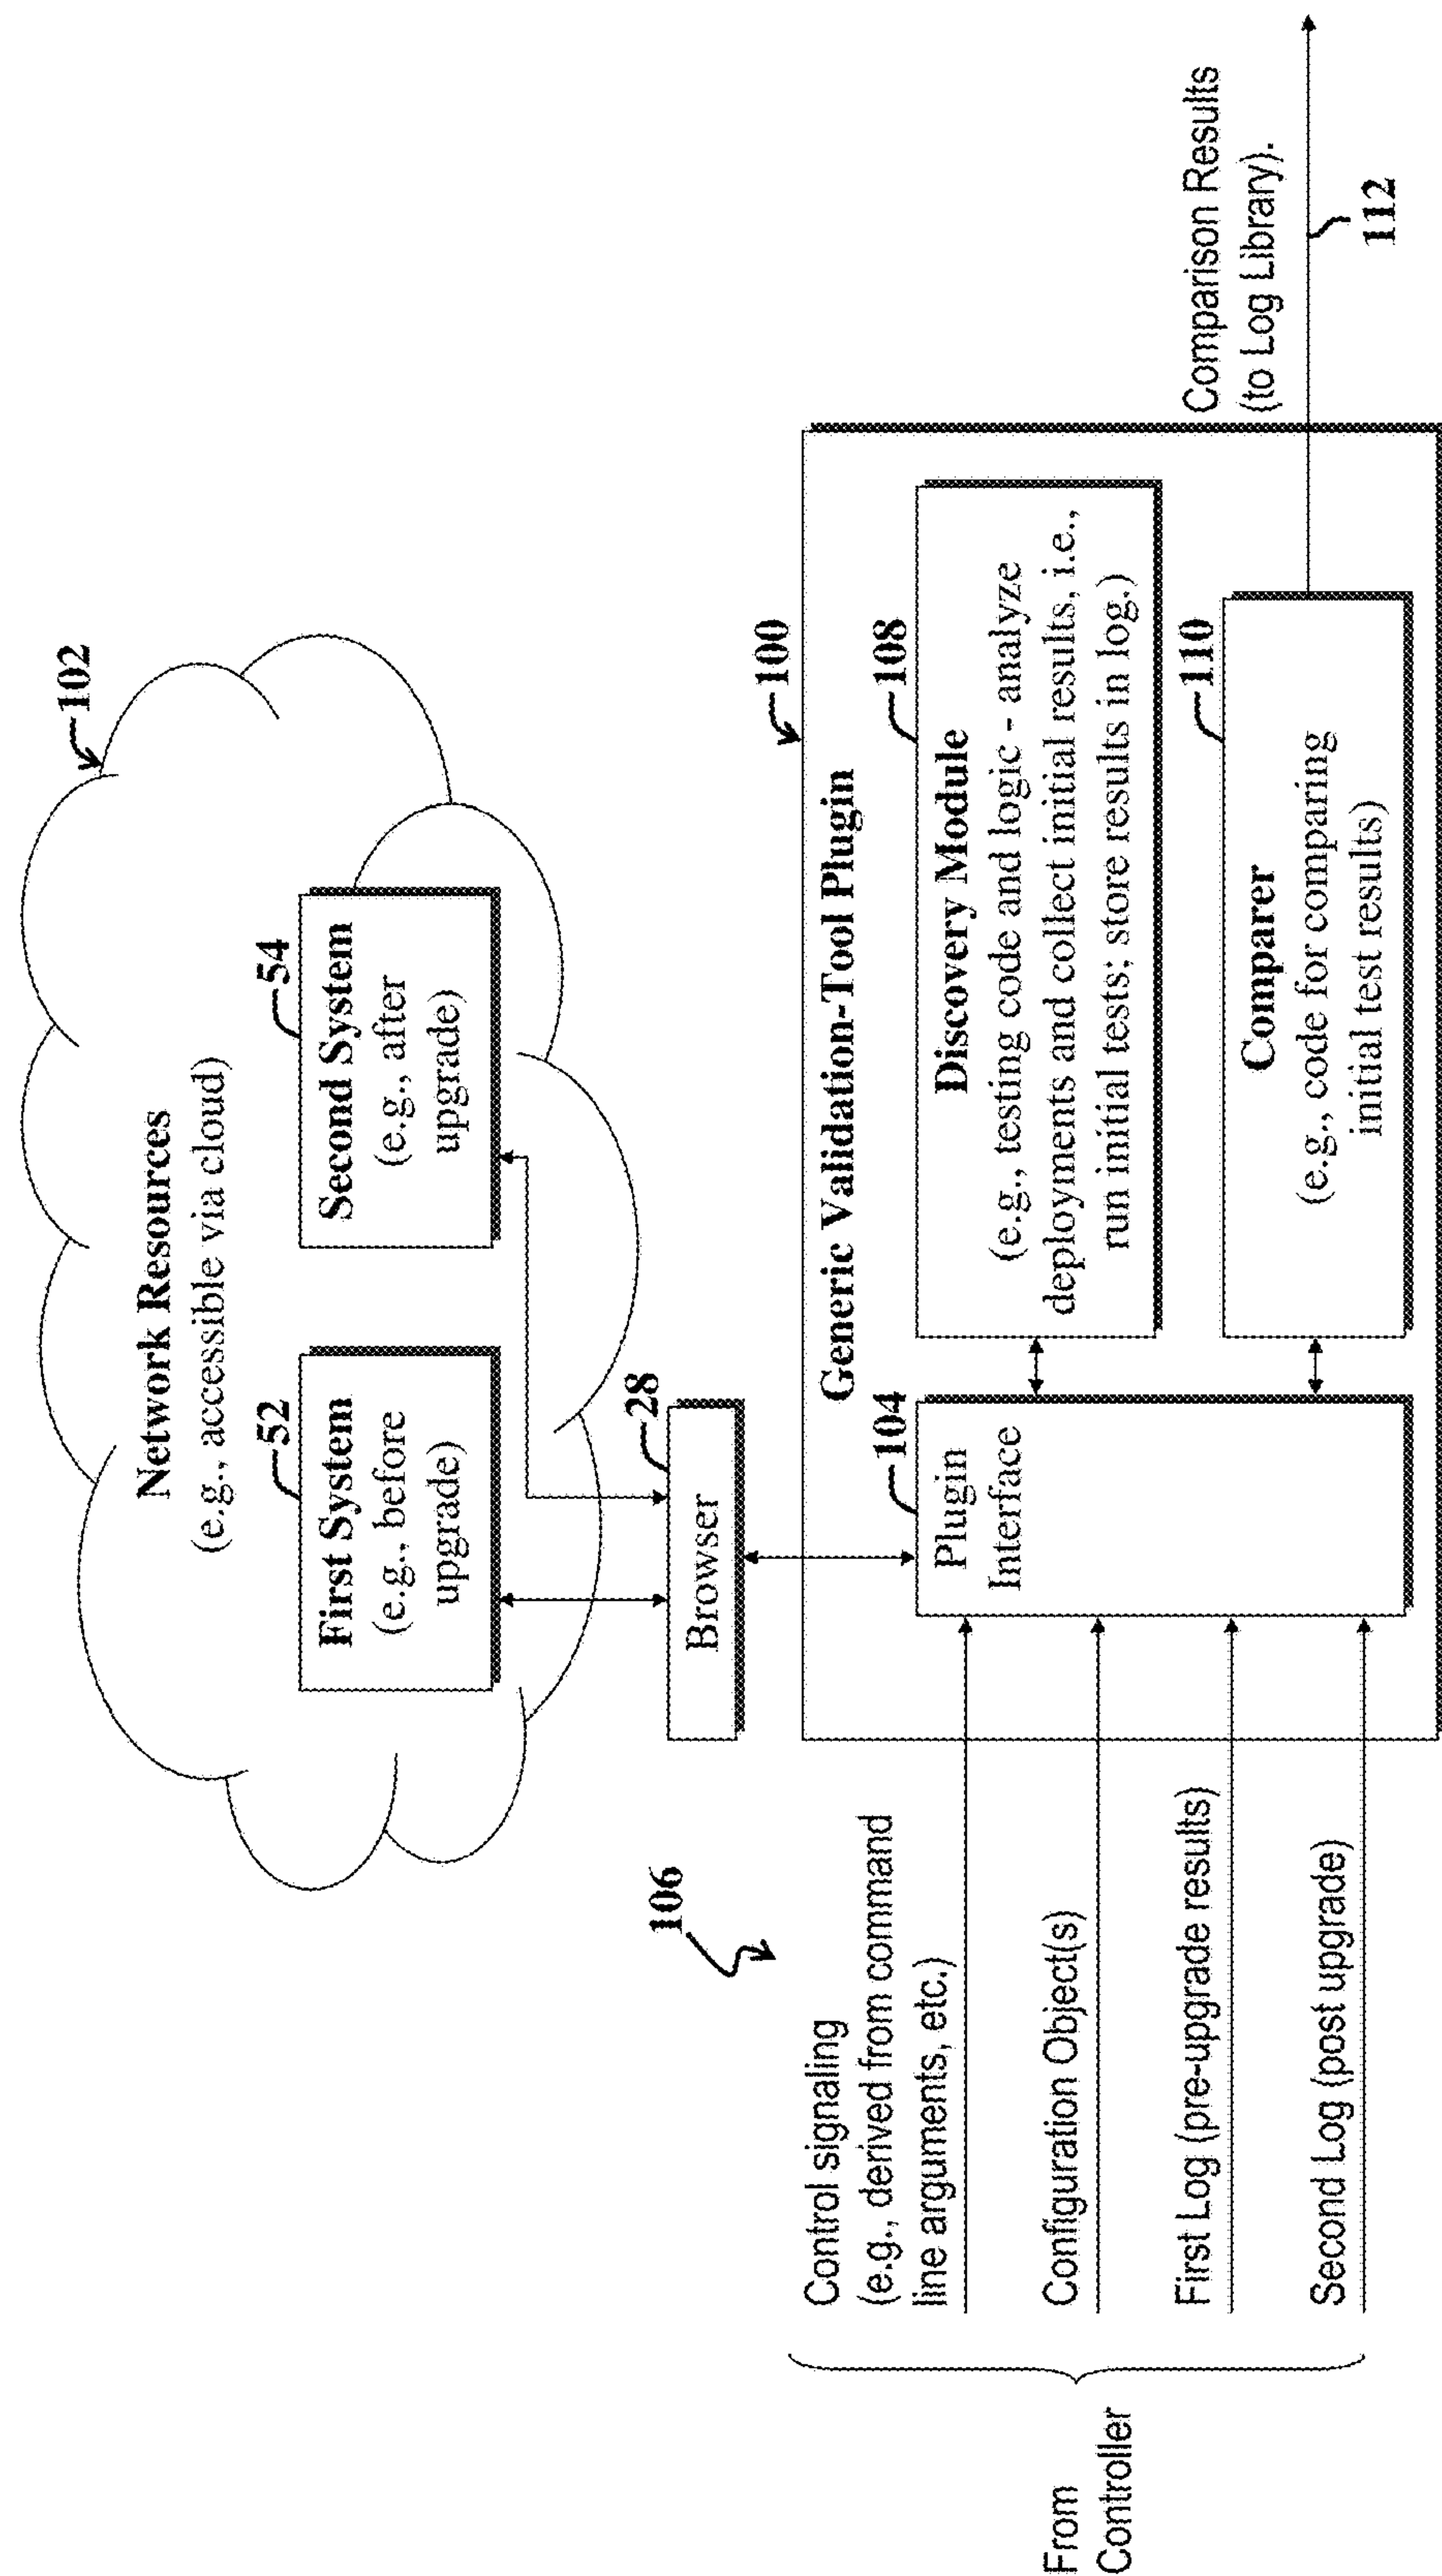 102
Network Resources
(e.g., accessible via cloud)
52
First System
(e.g., before
upgrade)
54
Second System
(e.g., after
upgrade)
28
Browser
106
100
Generic Validation-Tool Plugin
From
Controller
Control signaling
(e.g., derived from command
line arguments, etc.)
Configuration Object(s)
First Log (pre-upgrade results)
Second Log (post upgrade)
104
Plugin
Interface
108
Discovery Module
(e.g., testing code and logic - analyze
deployments and collect initial results, i.e.,
run initial tests; store results in log.)
110
Comparer
(e.g., code for comparing
initial test results)
Comparison Results
(to Log Library).
112